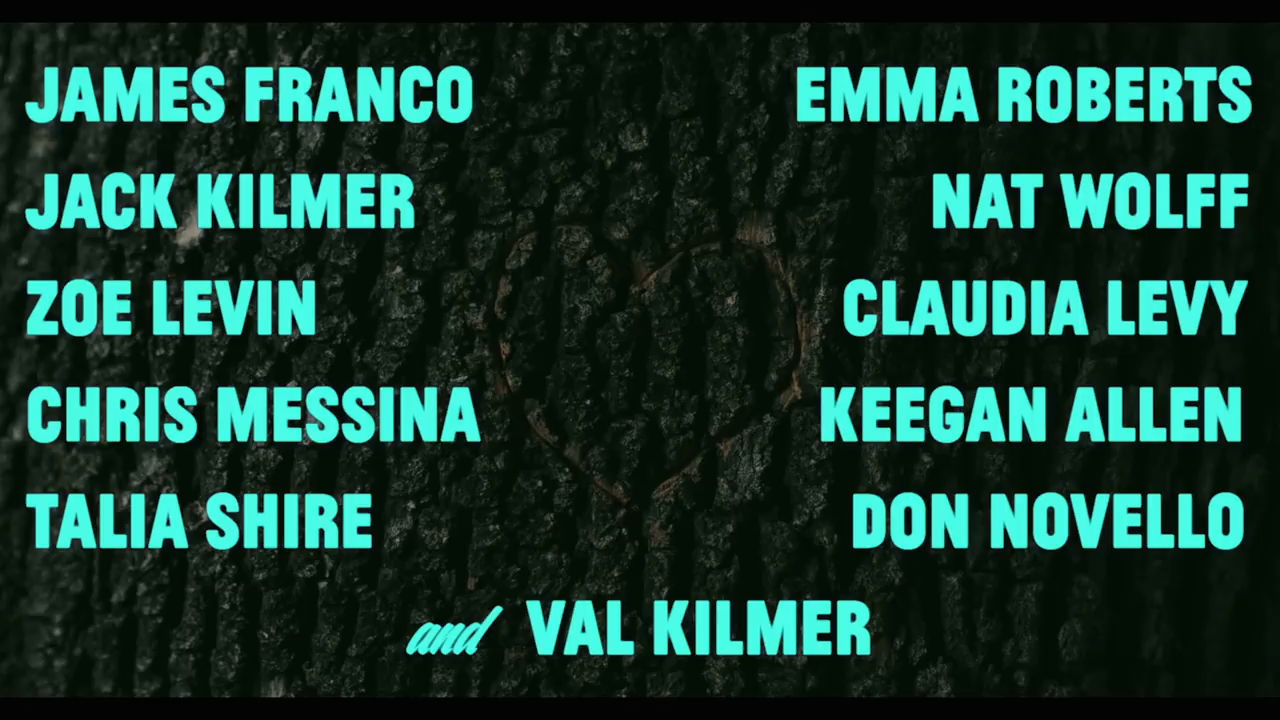 JAMES FRANCO
EMMA ROBERTS
JACK KILMER
NAT WOLFF
ZOE LEVIN
CLAUDIA LEVY
CHRIS MESSINA
KEEGAN ALLEN
TALIA SHIRE
DON NOVELLO
and VAL KILMER